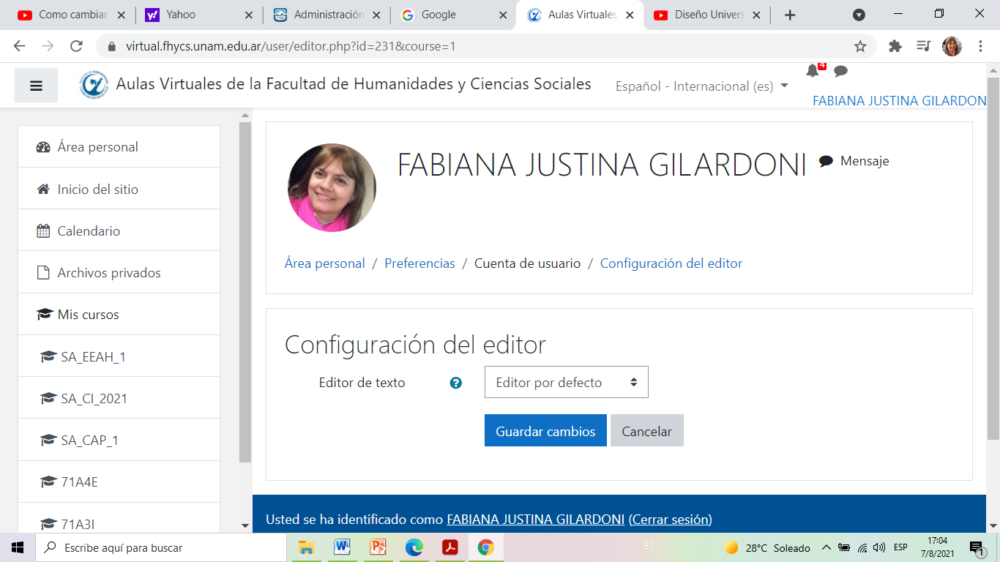 Como cambiar
Yahoo
Administración
Google
Aulas Virtuales
Diseño Univers
virtual.fhycs.unam.edu.ar/user/editor.php?id=231&course=1
Aulas Virtuales de la Facultad de Humanidades y Ciencias Sociales
Español - Internacional (es)
4
FABIANA JUSTINA GILARDON
Área personal
Inicio del sitio
Calendario
Archivos privados
Mis cursos
SA_EEAH_1
SA_CI_2021
SA_CAP_1
71A4E
71A3I
FABIANA JUSTINA GILARDONI
Mensaje
Área personal / Preferencias / Cuenta de usuario / Configuración del editor
Configuración del editor
Editor de texto
Editor por defecto
Guardar cambios
Cancelar
Usted se ha identificado como FABIANA JUSTINA GILARDONI (Cerrar sesión)
Escribe aquí para buscar
ES
28°C Soleado
ESP
17:04
7/8/2021
1